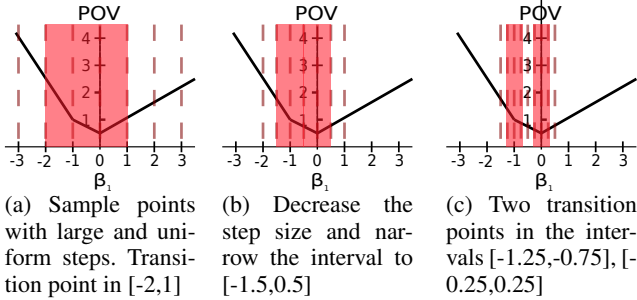 POV
4
3
2
1
-3 -2 -1 0 1 2 3
β₁
(a) Sample points
with large and uni-
form steps. Transi-
tion point in [-2,1]
POV
4
3
2
1
-3 -2 -1 0 1 2 3
β₁
(b) Decrease the
step size and nar-
row the interval to
[-1.5,0.5]
POV
4
3
2
1
-3 -2 -1 0 1 2 3
β₁
(c) Two transition
points in the inter-
vals [-1.25,-0.75], [-
0.25,0.25]